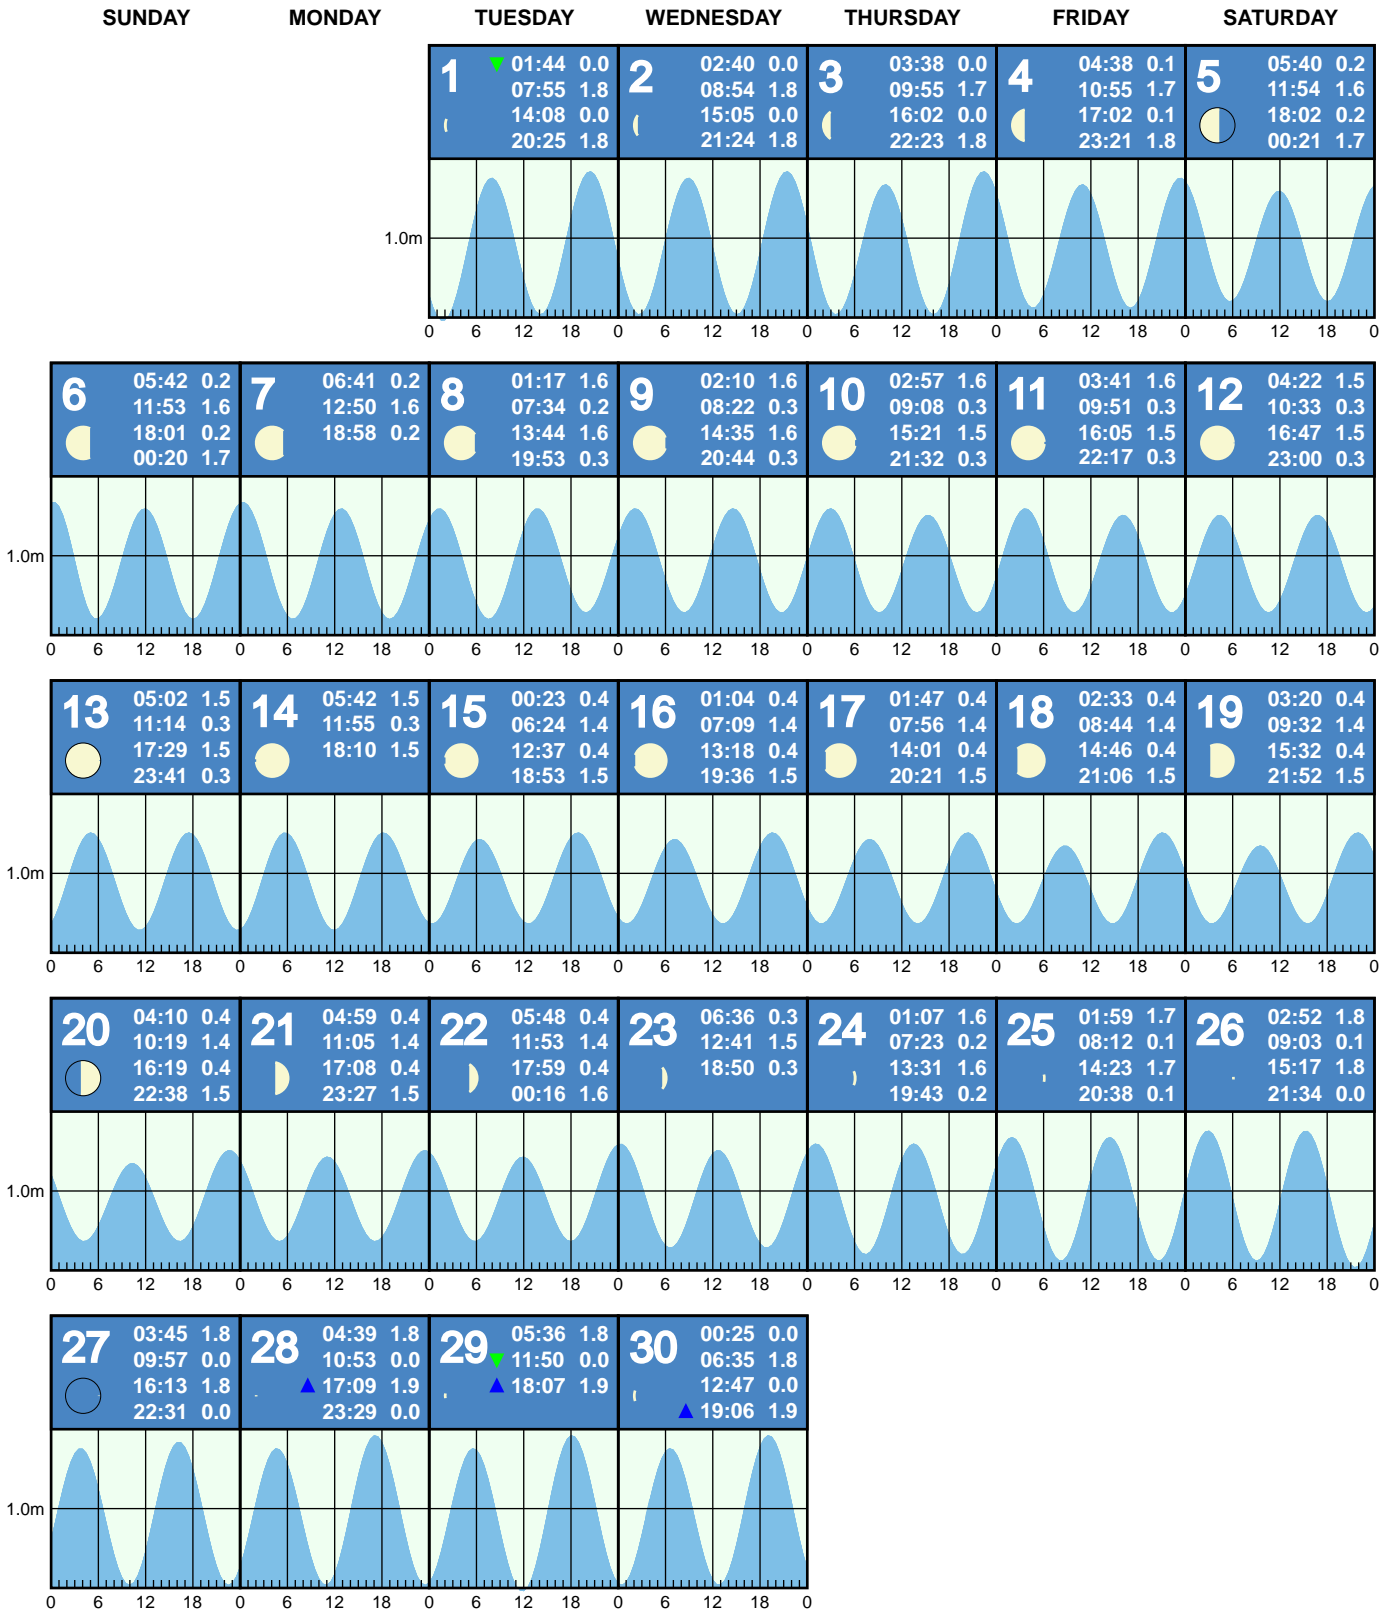 SUNDAY MONDAY TUESDAY WEDNESDAY THURSDAY FRIDAY SATURDAY
1 01:44 0.0
07:55 1.8
14:08 0.0
20:25 1.8
2 02:40 0.0
08:54 1.8
15:05 0.0
21:24 1.8
3 03:38 0.0
09:55 1.7
16:02 0.0
22:23 1.8
4 04:38 0.1
10:55 1.7
17:02 0.1
23:21 1.8
5 05:40 0.2
11:54 1.6
18:02 0.2
00:21 1.7
1.0m
0 6 12 18 0 6 12 18 0 6 12 18 0 6 12 18 0 6 12 18 0
6 05:42 0.2
11:53 1.6
18:01 0.2
00:20 1.7
7 06:41 0.2
12:50 1.6
18:58 0.2
8 01:17 1.6
07:34 0.2
13:44 1.6
19:53 0.3
9 02:10 1.6
08:22 0.3
14:35 1.6
20:44 0.3
10 02:57 1.6
09:08 0.3
15:21 1.5
21:32 0.3
11 03:41 1.6
09:51 0.3
16:05 1.5
22:17 0.3
12 04:22 1.5
10:33 0.3
16:47 1.5
23:00 0.3
1.0m
0 6 12 18 0 6 12 18 0 6 12 18 0 6 12 18 0 6 12 18 0 6 12 18 0 6 12 18 0
13 05:02 1.5
11:14 0.3
17:29 1.5
23:41 0.3
14 05:42 1.5
11:55 0.3
18:10 1.5
15 00:23 0.4
06:24 1.4
12:37 0.4
18:53 1.5
16 01:04 0.4
07:09 1.4
13:18 0.4
19:36 1.5
17 01:47 0.4
07:56 1.4
14:01 0.4
20:21 1.5
18 02:33 0.4
08:44 1.4
14:46 0.4
21:06 1.5
19 03:20 0.4
09:32 1.4
15:32 0.4
21:52 1.5
1.0m
0 6 12 18 0 6 12 18 0 6 12 18 0 6 12 18 0 6 12 18 0 6 12 18 0 6 12 18 0
20 04:10 0.4
10:19 1.4
16:19 0.4
22:38 1.5
21 04:59 0.4
11:05 1.4
17:08 0.4
23:27 1.5
22 05:48 0.4
11:53 1.4
17:59 0.4
00:16 1.6
23 06:36 0.3
12:41 1.5
18:50 0.3
24 01:07 1.6
07:23 0.2
13:31 1.6
19:43 0.2
25 01:59 1.7
08:12 0.1
14:23 1.7
20:38 0.1
26 02:52 1.8
09:03 0.1
15:17 1.8
21:34 0.0
1.0m
0 6 12 18 0 6 12 18 0 6 12 18 0 6 12 18 0 6 12 18 0 6 12 18 0 6 12 18 0
27 03:45 1.8
09:57 0.0
16:13 1.8
22:31 0.0
28 04:39 1.8
10:53 0.0
17:09 1.9
23:29 0.0
29 05:36 1.8
11:50 0.0
18:07 1.9
30 00:25 0.0
06:35 1.8
12:47 0.0
19:06 1.9
1.0m
0 6 12 18 0 6 12 18 0 6 12 18 0 6 12 18 0